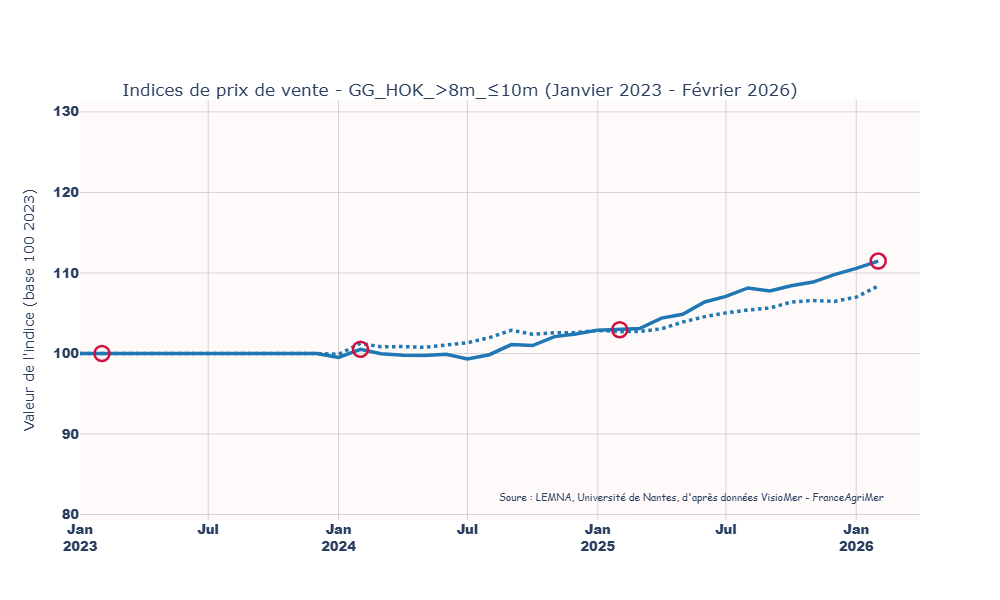 Indices de prix de vente - GG_HOK_>8m_≤10m (Janvier 2023 - Février 2026)
Valeur de l'indice (base 100 2023)
130
120
110
100
90
80
Soure : LEMNA, Université de Nantes, d'après données VisioMer - FranceAgriMer
Jan
2023
Jul
Jan
2024
Jul
Jan
2025
Jul
Jan
2026